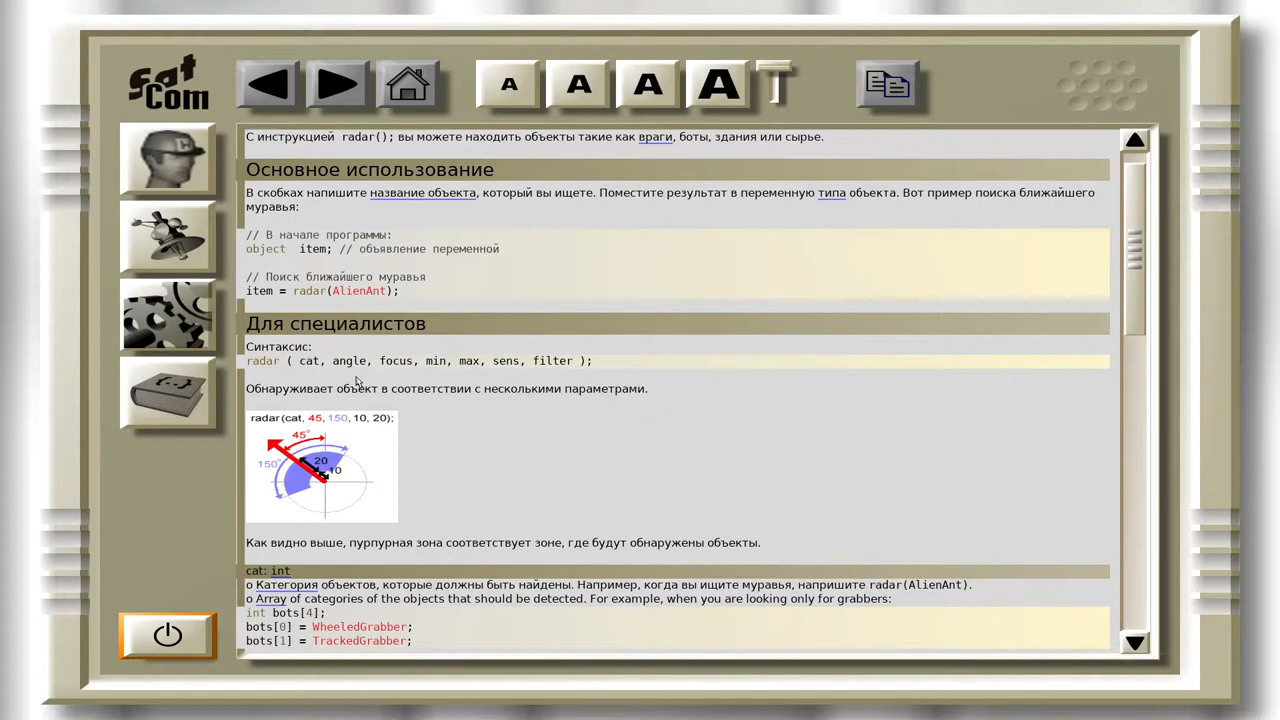 Sat
Com
A A A A T
С инструкцией radar(); вы можете находить объекты такие как враги, боты, здания или сырье.
Основное использование
В скобках напишите название объекта, который вы ищете. Поместите результат в переменную типа объекта. Вот пример поиска ближайшего
муравья:
// В начале программы:
object  item; // объявление переменной
// Поиск ближайшего муравья
item = radar(AlienAnt);
Для специалистов
Синтаксис:
radar ( cat, angle, focus, min, max, sens, filter );
Обнаруживает объект в соответствии с несколькими параметрами.
radar(cat, 45, 150, 10, 20);
45°
20
150°
10
Как видно выше, пурпурная зона соответствует зоне, где будут обнаружены объекты.
cat: int
o Категория объектов, которые должны быть найдены. Например, когда вы ищите муравья, напришите radar(AlienAnt).
o Array of categories of the objects that should be detected. For example, when you are looking only for grabbers:
int bots[4];
bots[0] = WheeledGrabber;
bots[1] = TrackedGrabber;
{..}